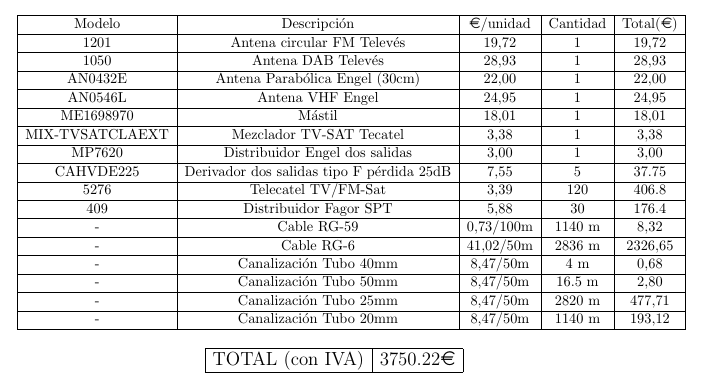 Modelo Descripción €/unidad Cantidad Total(€)
1201 Antena circular FM Televés 19,72 1 19,72
1050 Antena DAB Televés 28,93 1 28,93
AN0432E Antena Parabólica Engel (30cm) 22,00 1 22,00
AN0546L Antena VHF Engel 24,95 1 24,95
ME1698970 Mástil 18,01 1 18,01
MIX-TVSATCLAEXT Mezclador TV-SAT Tecatel 3,38 1 3,38
MP7620 Distribuidor Engel dos salidas 3,00 1 3,00
CAHVDE225 Derivador dos salidas tipo F pérdida 25dB 7,55 5 37.75
5276 Telecatel TV/FM-Sat 3,39 120 406.8
409 Distribuidor Fagor SPT 5,88 30 176.4
- Cable RG-59 0,73/100m 1140 m 8,32
- Cable RG-6 41,02/50m 2836 m 2326,65
- Canalización Tubo 40mm 8,47/50m 4 m 0,68
- Canalización Tubo 50mm 8,47/50m 16.5 m 2,80
- Canalización Tubo 25mm 8,47/50m 2820 m 477,71
- Canalización Tubo 20mm 8,47/50m 1140 m 193,12
TOTAL (con IVA) 3750.22€